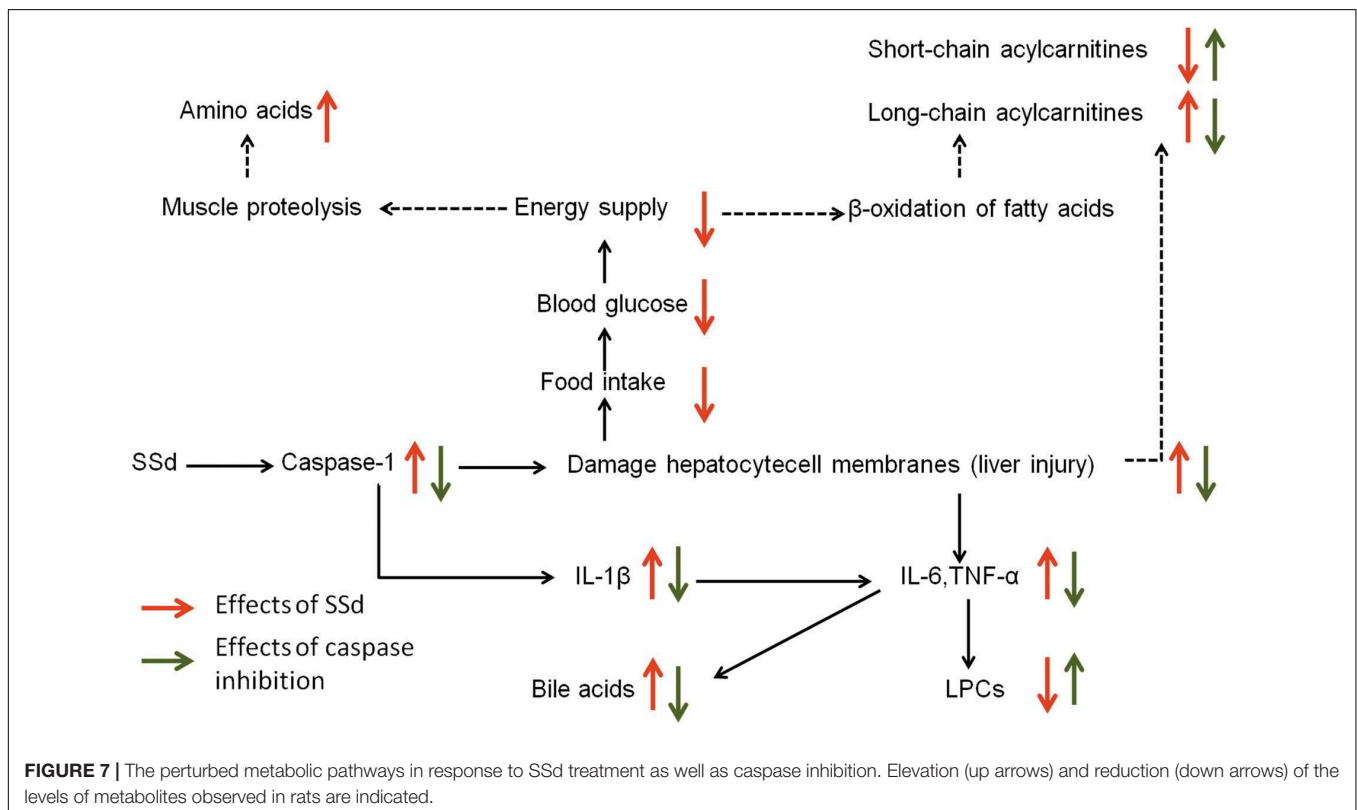 Short-chain acylcarnitines
Amino acids
Long-chain acylcarnitines
Muscle proteolysis
Energy supply
β-oxidation of fatty acids
Blood glucose
Food intake
SSd
Caspase-1
Damage hepatocytecell membranes (liver injury)
IL-1β
IL-6,TNF-α
Effects of SSd
Effects of caspase
inhibition
Bile acids
LPCs
FIGURE 7 | The perturbed metabolic pathways in response to SSd treatment as well as caspase inhibition. Elevation (up arrows) and reduction (down arrows) of the
levels of metabolites observed in rats are indicated.